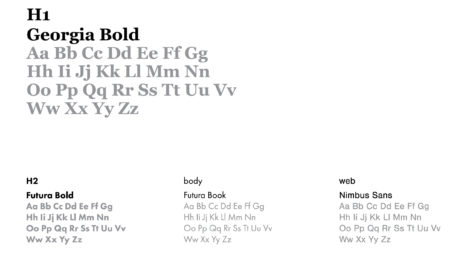 H1
Georgia Bold
Aa Bb Cc Dd Ee Ff Gg
Hh Ii Jj Kk Ll Mm Nn
Oo Pp Qq Rr Ss Tt Uu Vv
Ww Xx Yy Zz
H2
Futura Bold
Aa Bb Cc Dd Ee Ff Gg
Hh Ii Jj Kk Ll Mm Nn
Oo Pp Qq Rr Ss Tt Uu Vv
Ww Xx Yy Zz
body
Futura Book
Aa Bb Cc Dd Ee Ff Gg
Hh Ii Jj Kk Ll Mm Nn
Oo Pp Qq Rr Ss Tt Uu Vv
Ww Xx Yy Zz
web
Nimbus Sans
Aa Bb Cc Dd Ee Ff Gg
Hh Ii Jj Kk Ll Mm Nn
Oo Pp Qq Rr Ss Tt Uu Vv
Ww Xx Yy Zz